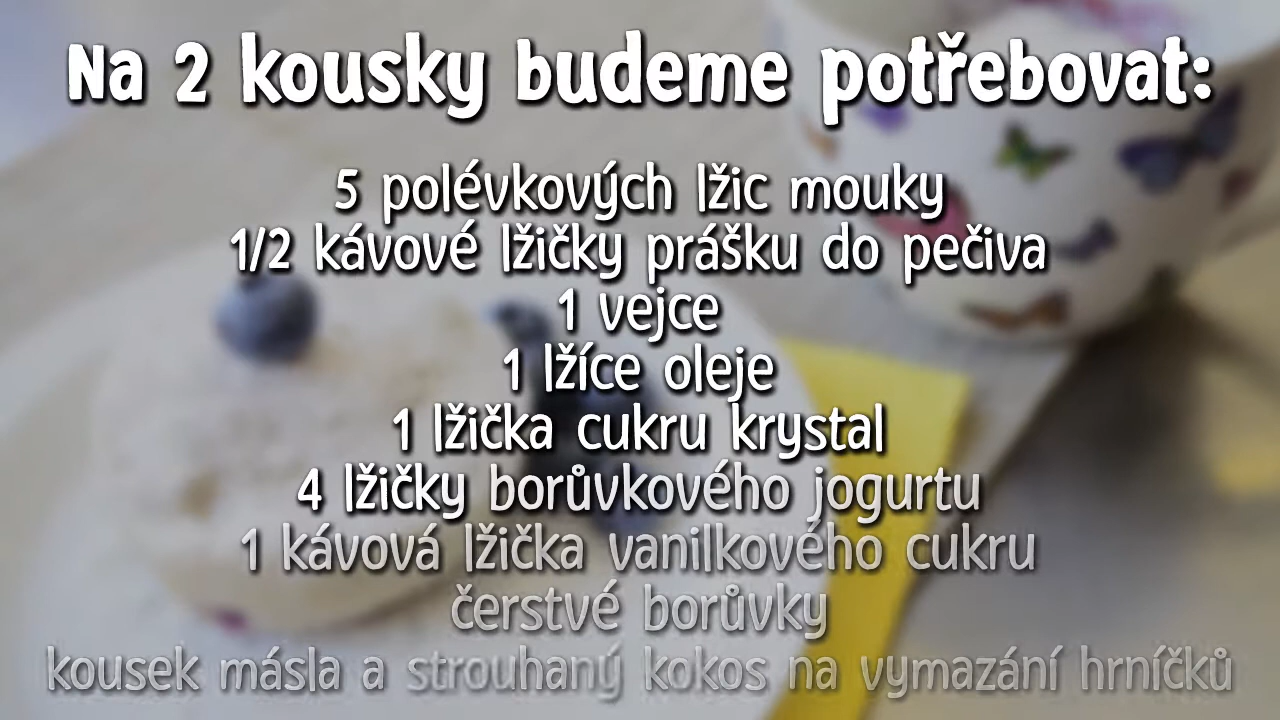 Na 2 kousky budeme potřebovat:
5 polévkových lžic mouky
1/2 kávové lžičky prášku do pečiva
1 vejce
1 lžíce oleje
1 lžička cukru krystal
4 lžičky borůvkového jogurtu
1 kávová lžička vanilkového cukru
čerstvé borůvky
kousek másla a strouhaný kokos na vymazání hrníčků